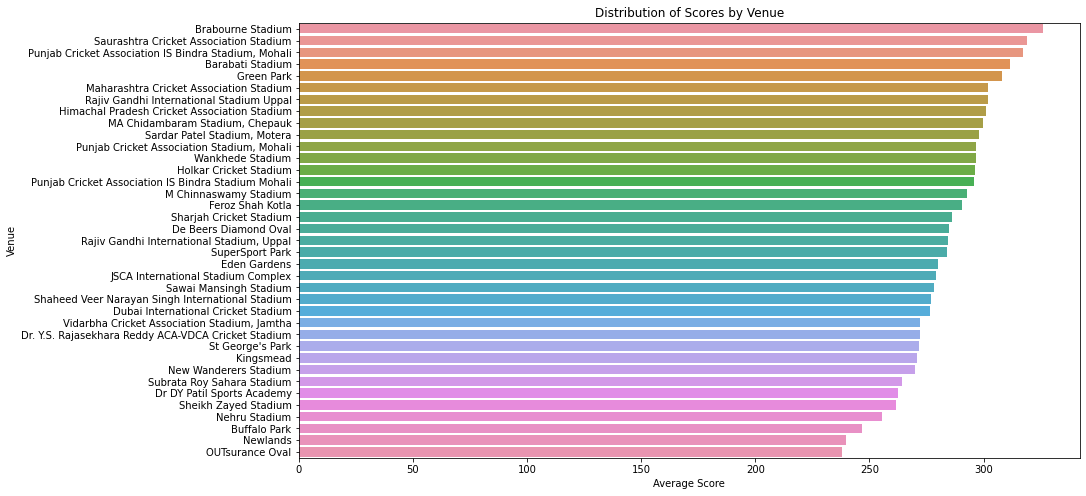 Distribution of Scores by Venue
Venue
Brabourne Stadium
Saurashtra Cricket Association Stadium
Punjab Cricket Association IS Bindra Stadium, Mohali
Barabati Stadium
Green Park
Maharashtra Cricket Association Stadium
Rajiv Gandhi International Stadium Uppal
Himachal Pradesh Cricket Association Stadium
MA Chidambaram Stadium, Chepauk
Sardar Patel Stadium, Motera
Punjab Cricket Association Stadium, Mohali
Wankhede Stadium
Holkar Cricket Stadium
Punjab Cricket Association IS Bindra Stadium Mohali
M Chinnaswamy Stadium
Feroz Shah Kotla
Sharjah Cricket Stadium
De Beers Diamond Oval
Rajiv Gandhi International Stadium, Uppal
SuperSport Park
Eden Gardens
JSCA International Stadium Complex
Sawai Mansingh Stadium
Shaheed Veer Narayan Singh International Stadium
Dubai International Cricket Stadium
Vidarbha Cricket Association Stadium, Jamtha
Dr. Y.S. Rajasekhara Reddy ACA-VDCA Cricket Stadium
St George's Park
Kingsmead
New Wanderers Stadium
Subrata Roy Sahara Stadium
Dr DY Patil Sports Academy
Sheikh Zayed Stadium
Nehru Stadium
Buffalo Park
Newlands
OUTsurance Oval
0 50 100 150 200 250 300
Average Score